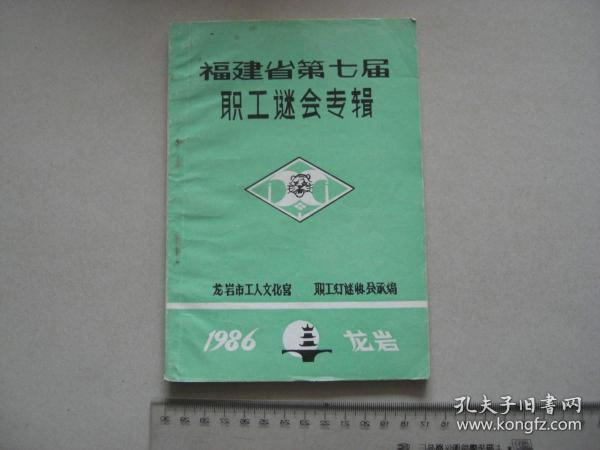 福建省第七届
职工谜会专辑
龙岩市工人文化宫 职工灯谜协会承编
1986 龙岩
孔夫子旧书网
www.kongfz.com